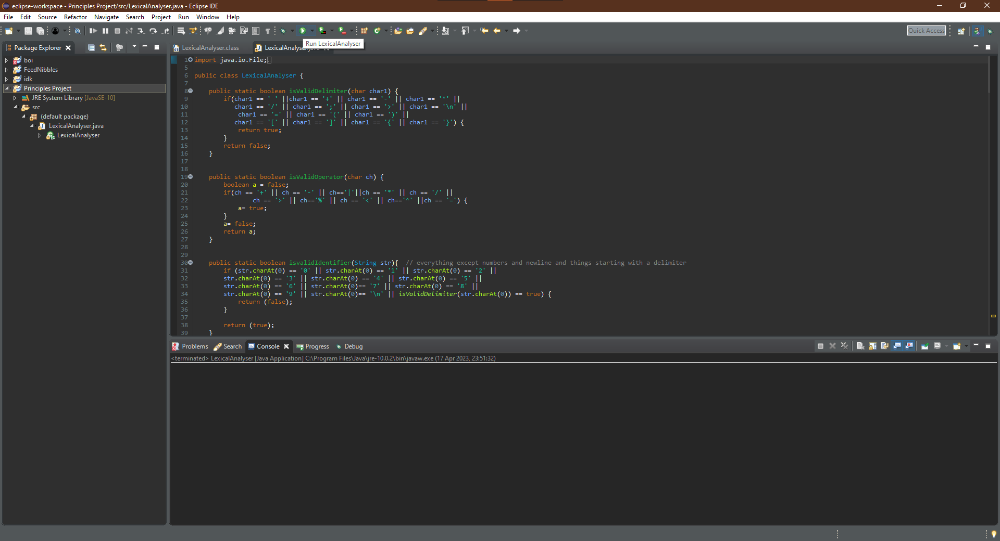 eclipse-workspace - Principles Project/src/LexicalAnalyser.java - Eclipse IDE
File Edit Source Refactor Navigate Search Project Run Window Help
Quick Access
Run LexicalAnalyser
Package Explorer
boi
FeedNibbles
idk
Principles Project
JRE System Library [JavaSE-10]
src
(default package)
LexicalAnalyser.java
LexicalAnalyser
LexicalAnalyser.class
LexicalAnalyser.java
1 import java.io.File;
5
6 public class LexicalAnalyser {
7
8     public static boolean isValidDelimiter(char char1) {
9         if(char1 == ' ' ||char1 == '+' || char1 == '-' || char1 == '*' ||
10            char1 == '/' || char1 == ';' || char1 == '>' || char1 == '\n' ||
11             char1 == '=' || char1 == '(' || char1 == ')' ||
12            char1 == '[' || char1 == ']' || char1 == '{' || char1 == '}') {
13             return true;
14         }
15         return false;
16     }
17
18
19     public static boolean isValidOperator(char ch) {
20         boolean a = false;
21         if(ch == '+' || ch == '-' || ch=='|'||ch == '*' || ch == '/' ||
22                 ch == '>' || ch=='%' || ch == '<' || ch=='^' ||ch == '=') {
23             a= true;
24         }
25         a= false;
26         return a;
27     }
28
29
30     public static boolean isvalidIdentifier(String str){  // everything except numbers and newline and things starting with a delimiter
31         if (str.charAt(0) == '0' || str.charAt(0) == '1' || str.charAt(0) == '2' ||
32         str.charAt(0) == '3' || str.charAt(0) == '4' || str.charAt(0) == '5' ||
33         str.charAt(0) == '6' || str.charAt(0)== '7' || str.charAt(0) == '8' ||
34         str.charAt(0) == '9' || str.charAt(0)== '\n' || isValidDelimiter(str.charAt(0)) == true) {
35             return (false);
36         }
37
38         return (true);
39     }
Problems Search Console Progress Debug
<terminated> LexicalAnalyser [Java Application] C:\Program Files\Java\jre-10.0.2\bin\javaw.exe (17 Apr 2023, 23:51:32)